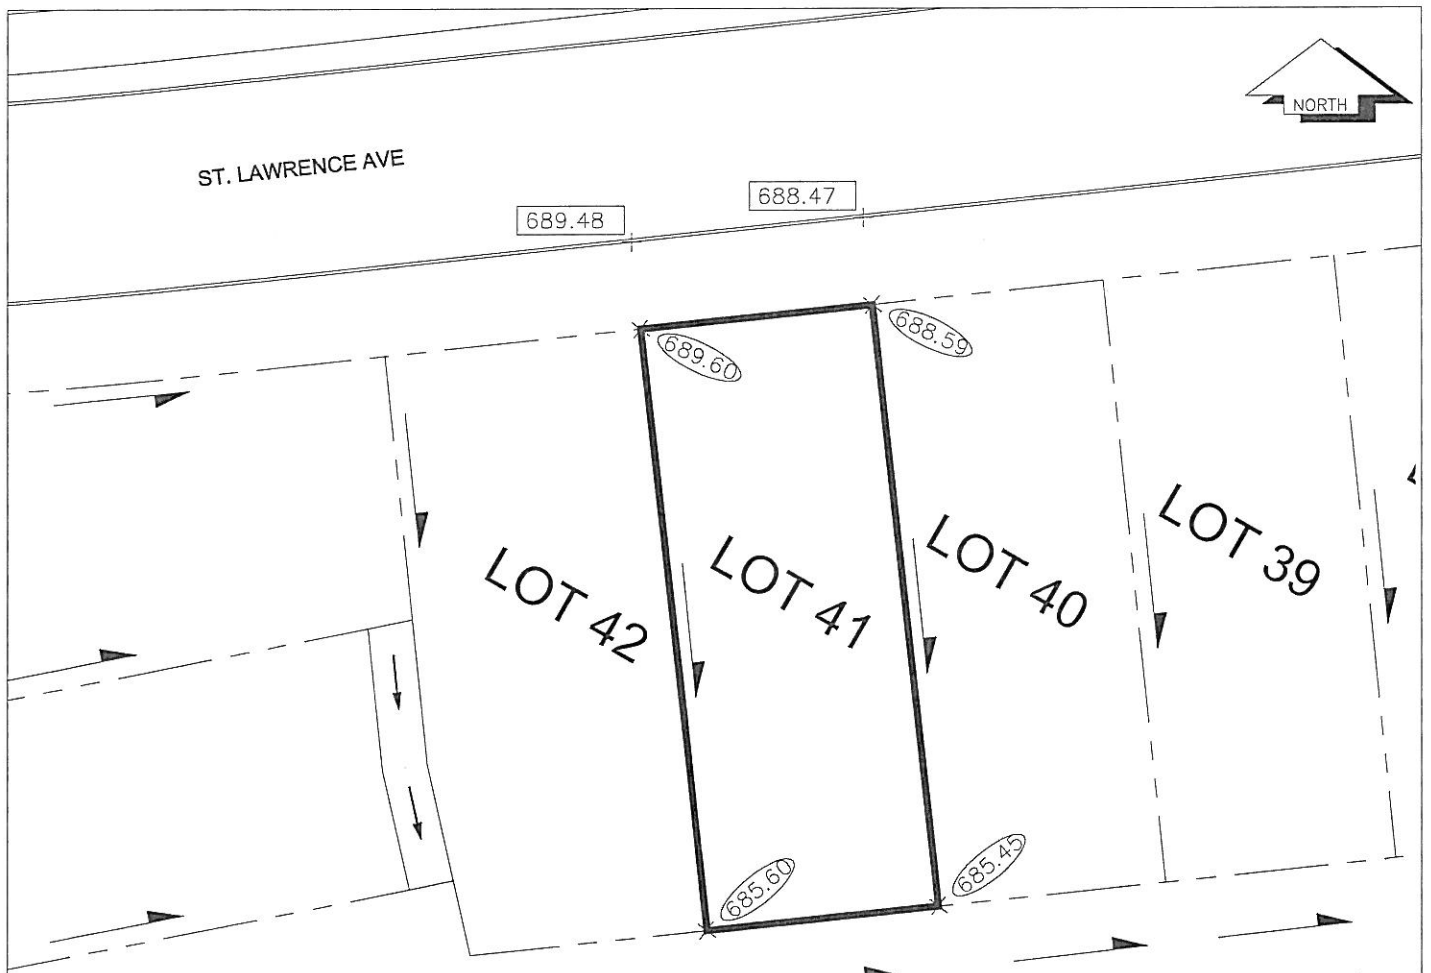 NORTH
ST. LAWRENCE AVE
688.47
689.48
688.59
689.60
LOT 39
LOT 40
LOT 41
LOT 42
685.45
685.60